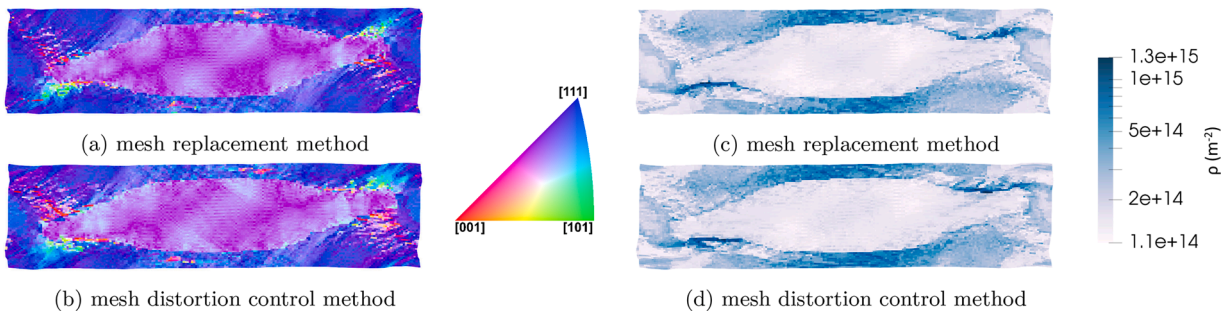 (a) mesh replacement method
(b) mesh distortion control method
[111]
[001]
[101]
(c) mesh replacement method
(d) mesh distortion control method
1.3e+15
1e+15
5e+14
2e+14
1.1e+14
ρ (m⁻²)